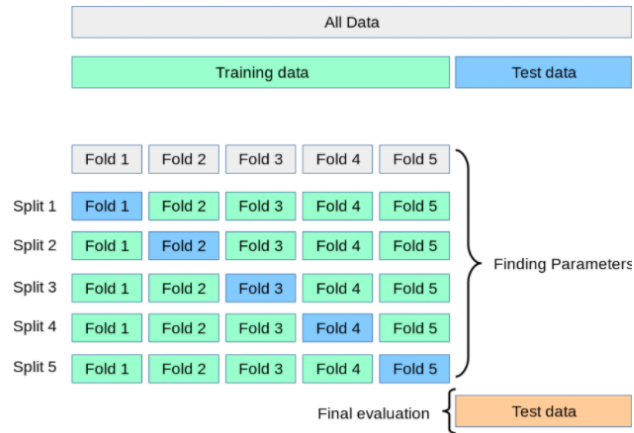 All Data
Training data Test data
Fold 1 Fold 2 Fold 3 Fold 4 Fold 5
Split 1 Fold 1 Fold 2 Fold 3 Fold 4 Fold 5
Split 2 Fold 1 Fold 2 Fold 3 Fold 4 Fold 5
Finding Parameters
Split 3 Fold 1 Fold 2 Fold 3 Fold 4 Fold 5
Split 4 Fold 1 Fold 2 Fold 3 Fold 4 Fold 5
Split 5 Fold 1 Fold 2 Fold 3 Fold 4 Fold 5
Final evaluation Test data